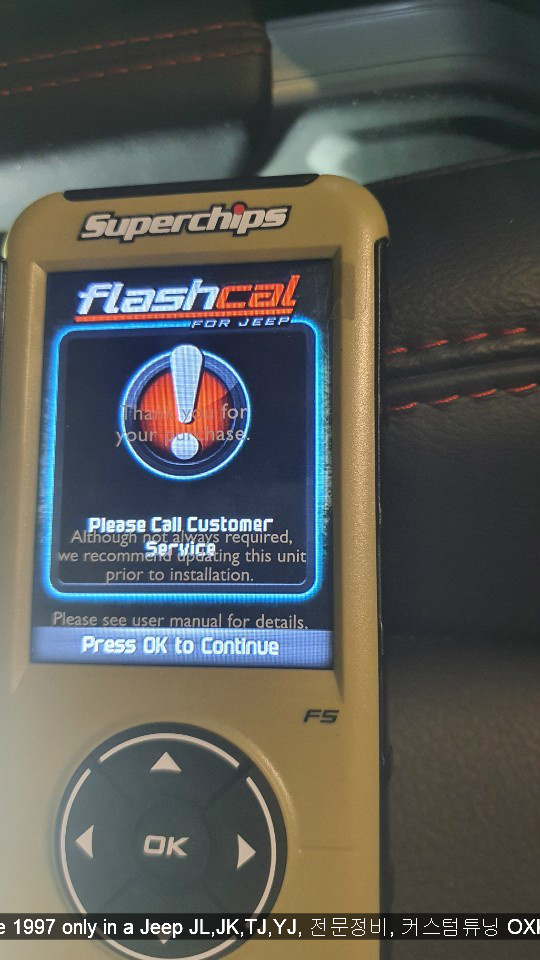 Superchips
flashcal
FOR JEEP
Thank you for
your purchase.
Please Call Customer
Service
Although not always required,
we recommend updating this unit
prior to installation.
Please see user manual for details.
Press OK to Continue
F5
OK
1997 only in a Jeep JL,JK,TJ,YJ, 전문정비, 커스텀튜닝